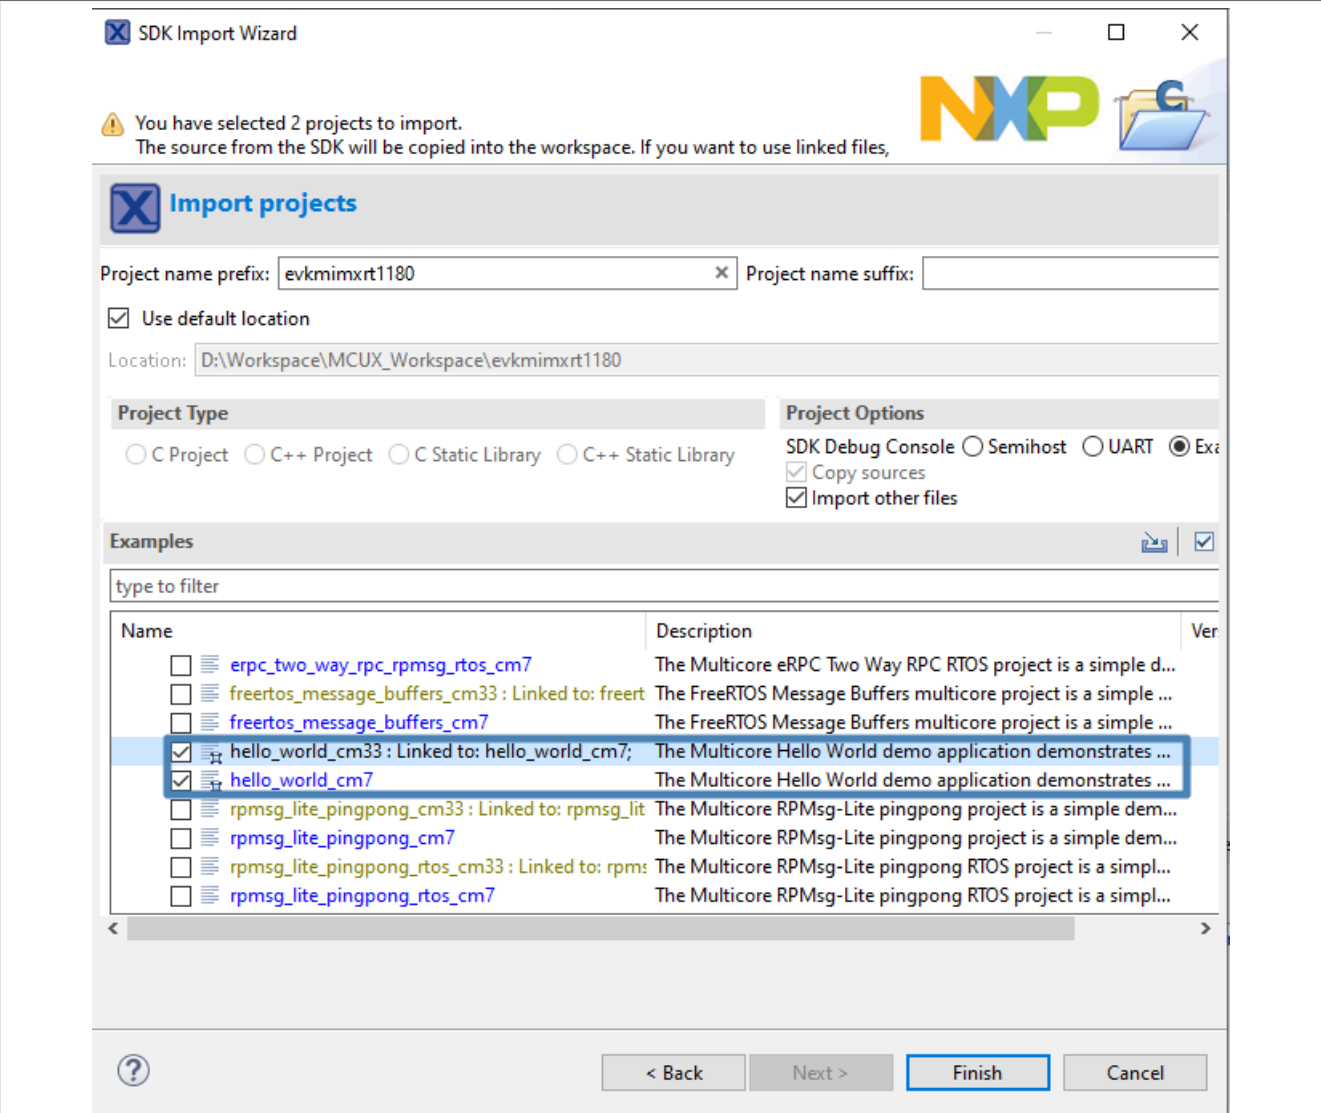 SDK Import Wizard
NXP
You have selected 2 projects to import.
The source from the SDK will be copied into the workspace. If you want to use linked files,
Import projects
Project name prefix: evkmimxrt1180 Project name suffix:
Use default location
Location: D:\Workspace\MCUX_Workspace\evkmimxrt1180
Project Type Project Options
C Project C++ Project C Static Library C++ Static Library SDK Debug Console Semihost UART Exa
Copy sources
Import other files
Examples
type to filter
Name Description Ver
erpc_two_way_rpc_rpmsg_rtos_cm7 The Multicore eRPC Two Way RPC RTOS project is a simple d...
freertos_message_buffers_cm33 : Linked to: freert The FreeRTOS Message Buffers multicore project is a simple ...
freertos_message_buffers_cm7 The FreeRTOS Message Buffers multicore project is a simple ...
hello_world_cm33 : Linked to: hello_world_cm7; The Multicore Hello World demo application demonstrates ...
hello_world_cm7 The Multicore Hello World demo application demonstrates ...
rpmsg_lite_pingpong_cm33 : Linked to: rpmsg_lit The Multicore RPMsg-Lite pingpong project is a simple dem...
rpmsg_lite_pingpong_cm7 The Multicore RPMsg-Lite pingpong project is a simple dem...
rpmsg_lite_pingpong_rtos_cm33 : Linked to: rpms The Multicore RPMsg-Lite pingpong RTOS project is a simpl...
rpmsg_lite_pingpong_rtos_cm7 The Multicore RPMsg-Lite pingpong RTOS project is a simpl...
< Back Next > Finish Cancel